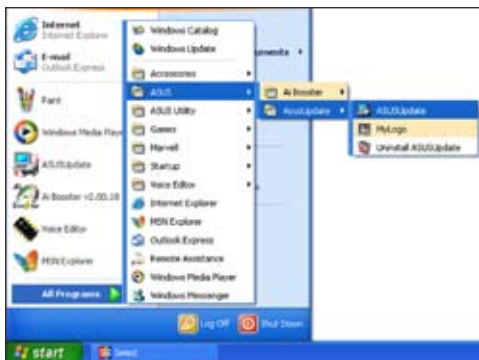 Internet
Internet Explorer
E-mail
Outlook Express
Paint
Windows Media Play
ASUSUpdate
Ai Booster v2.00.18
Voice Editor
MSN Explorer
All Programs
Windows Catalog
Windows Update
Accessories
ASUS
ASUS Utility
Games
Marvell
Startup
Voice Editor
Internet Explorer
MSN Explorer
Outlook Express
Remote Assistance
Windows Media Player
Windows Messenger
uments
Ai Booster
AsusUpdate
ASUSUpdate
MyLogo
Uninstall ASUSUpdate
Log Off
Shut Down
start